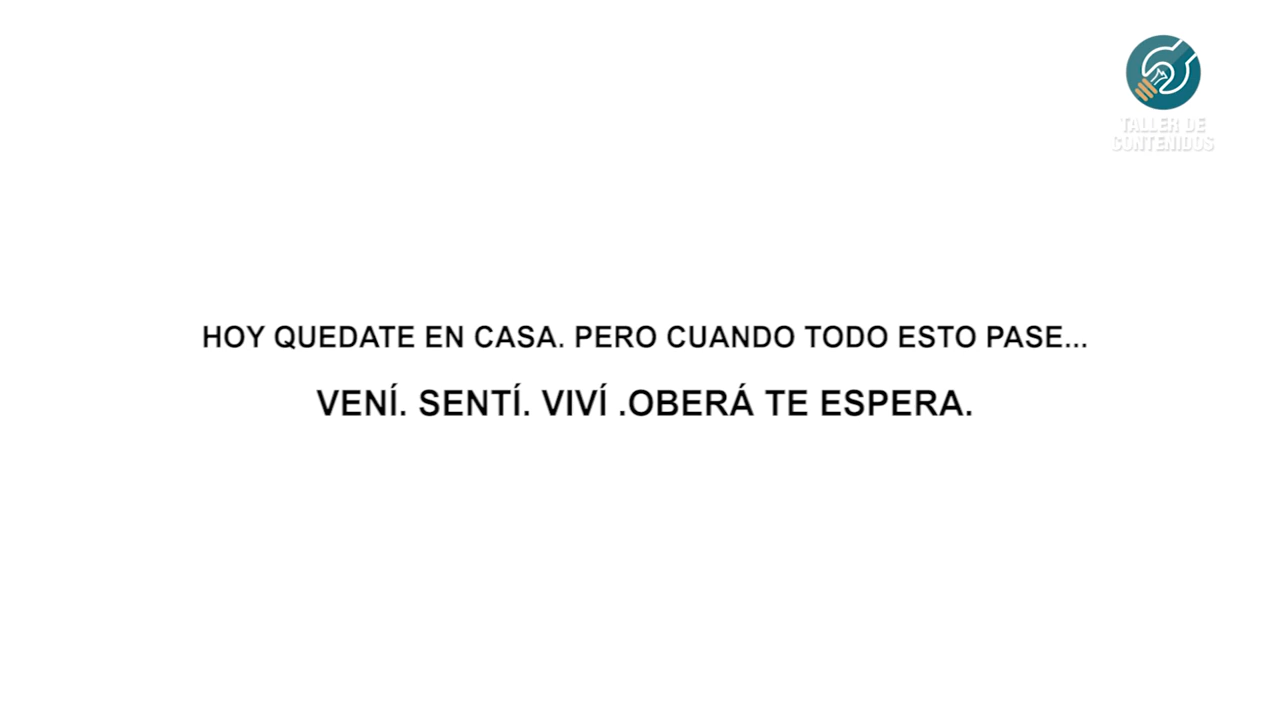 TALLER DE
CONTENIDOS
HOY QUEDATE EN CASA. PERO CUANDO TODO ESTO PASE...
VENÍ. SENTÍ. VIVÍ .OBERÁ TE ESPERA.